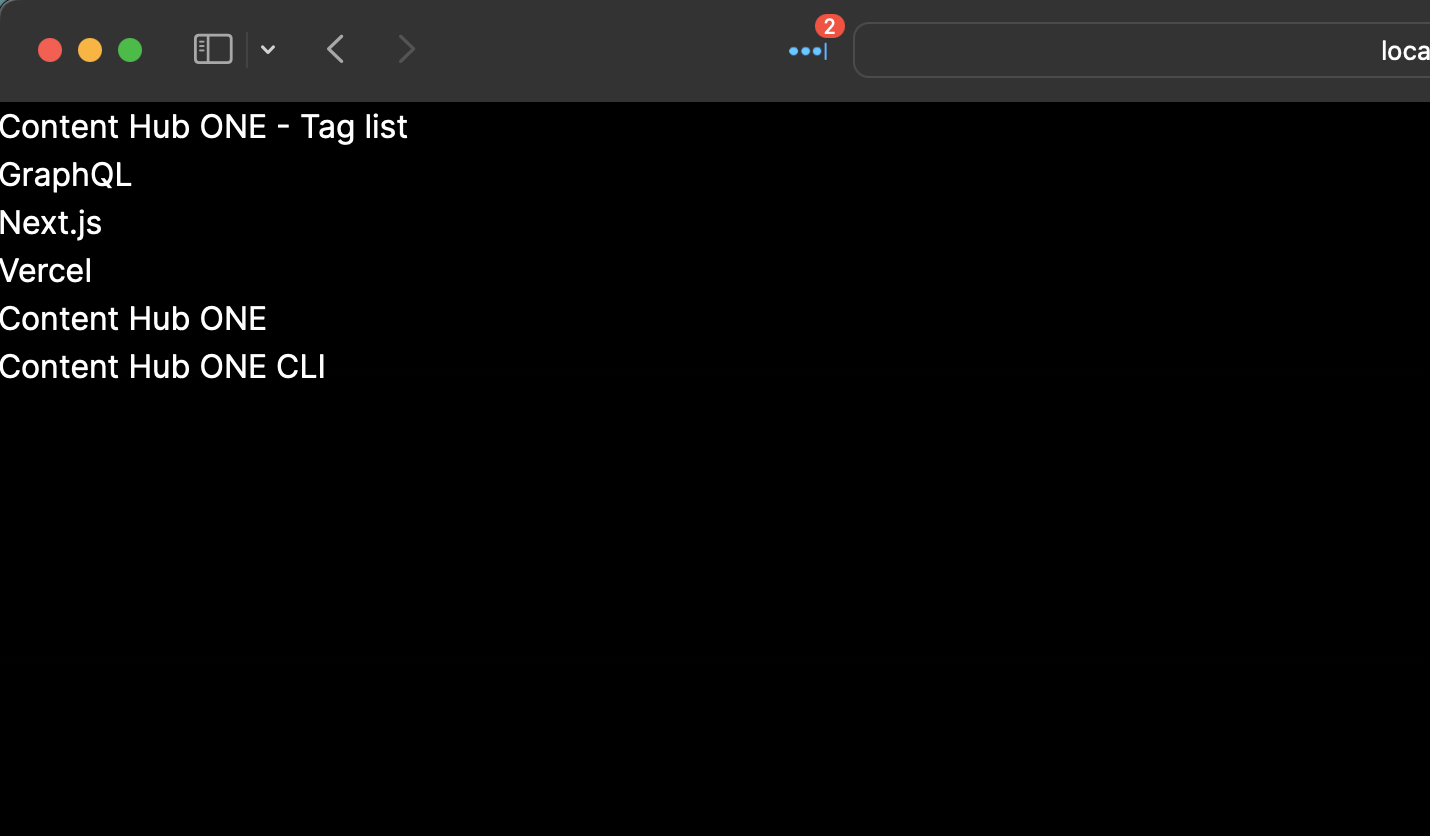 2
loca
Content Hub ONE - Tag list
GraphQL
Next.js
Vercel
Content Hub ONE
Content Hub ONE CLI